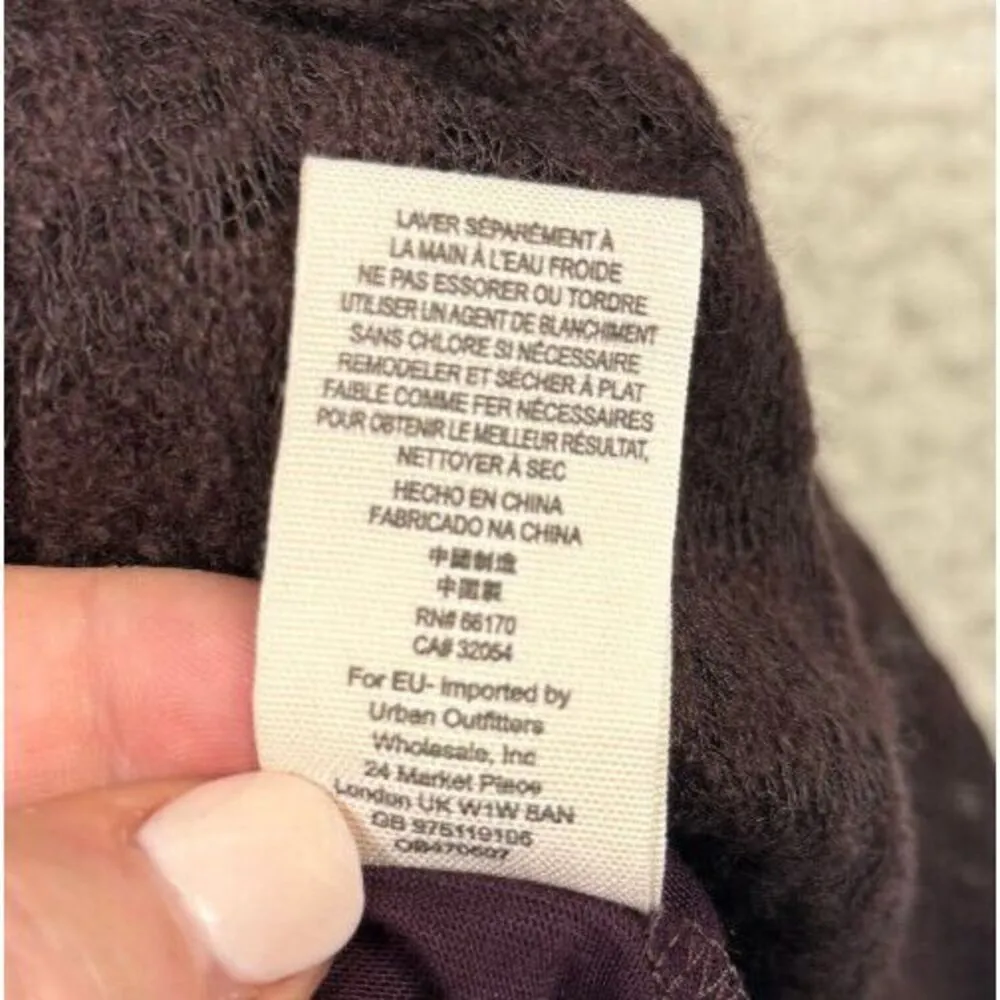 LAVER SÉPARÉMENT À
LA MAIN À L'EAU FROIDE
NE PAS ESSORER OU TORDRE
UTILISER UN AGENT DE BLANCHIMENT
SANS CHLORE SI NÉCESSAIRE
REMODELER ET SÉCHER À PLAT
FAIBLE COMME FER NÉCESSAIRES
POUR OBTENIR LE MEILLEUR RÉSULTAT,
NETTOYER À SEC
HECHO EN CHINA
FABRICADO NA CHINA
中國制造
中国製
RN# 66170
CA# 32054
For EU- Imported by
Urban Outfitters
Wholesale, Inc
24 Market Place
London UK W1W 8AN
GB 975119106